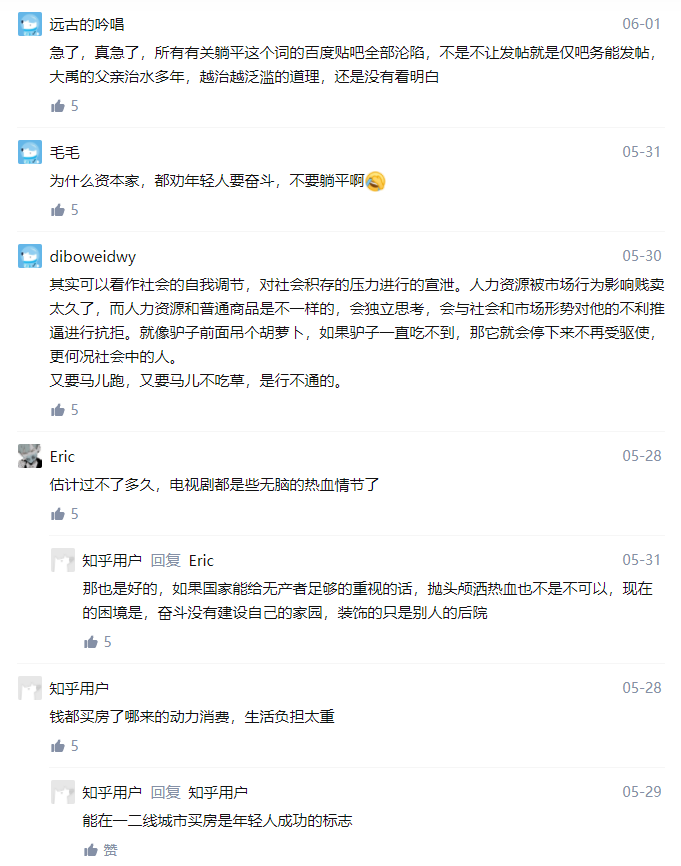 远古的吟唱 06-01
急了，真急了，所有有关躺平这个词的百度贴吧全部沦陷，不是不让发帖就是仅吧务能发帖，
大禹的父亲治水多年，越治越泛滥的道理，还是没有看明白
5
毛毛 05-31
为什么资本家，都劝年轻人要奋斗，不要躺平啊🤣
5
diboweidwy 05-30
其实可以看作社会的自我调节，对社会积存的压力进行的宣泄。人力资源被市场行为影响贱卖
太久了，而人力资源和普通商品是不一样的，会独立思考，会与社会和市场形势对他的不利推
逼进行抗拒。就像驴子前面吊个胡萝卜，如果驴子一直吃不到，那它就会停下来不再受驱使，
更何况社会中的人。
又要马儿跑，又要马儿不吃草，是行不通的。
5
Eric 05-28
估计过不了多久，电视剧都是些无脑的热血情节了
5
知乎用户 回复 Eric 05-31
那也是好的，如果国家能给无产者足够的重视的话，抛头颅洒热血也不是不可以，现在
的困境是，奋斗没有建设自己的家园，装饰的只是别人的后院
5
知乎用户 05-28
钱都买房了哪来的动力消费，生活负担太重
5
知乎用户 回复 知乎用户 05-29
能在一二线城市买房是年轻人成功的标志
赞